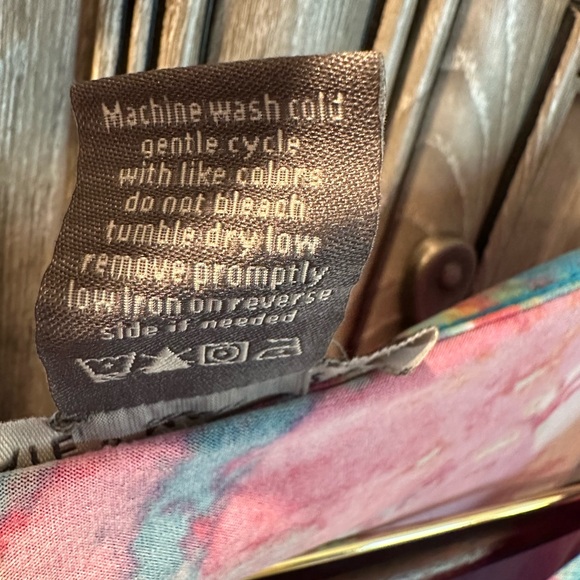 Machine wash cold
gentle cycle
with like colors
do not bleach
tumble dry low
remove promptly
low iron on reverse
side if needed